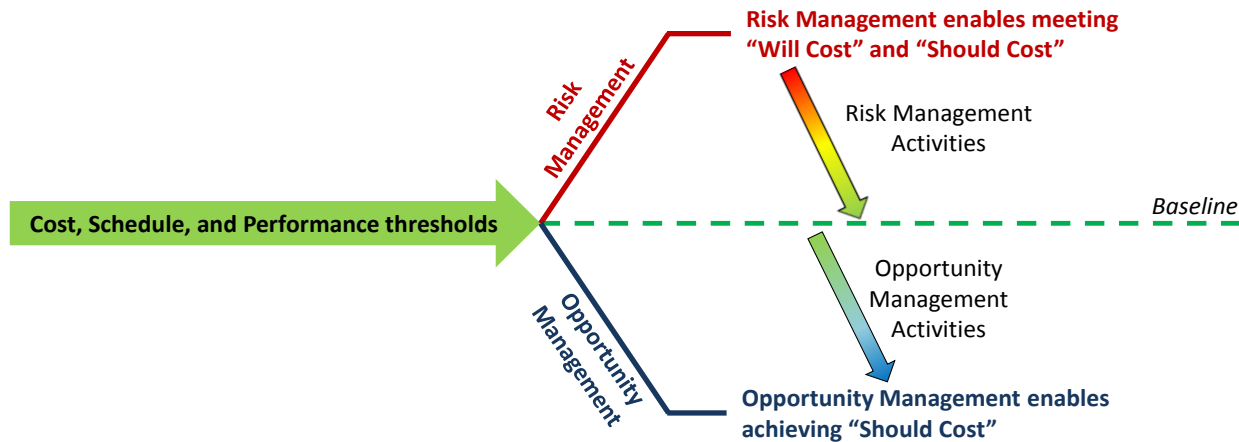 Risk Management enables meeting
“Will Cost” and “Should Cost”
Risk
Management
Risk Management
Activities
Cost, Schedule, and Performance thresholds
Baseline
Opportunity
Management
Activities
Opportunity
Management
Opportunity Management enables
achieving “Should Cost”